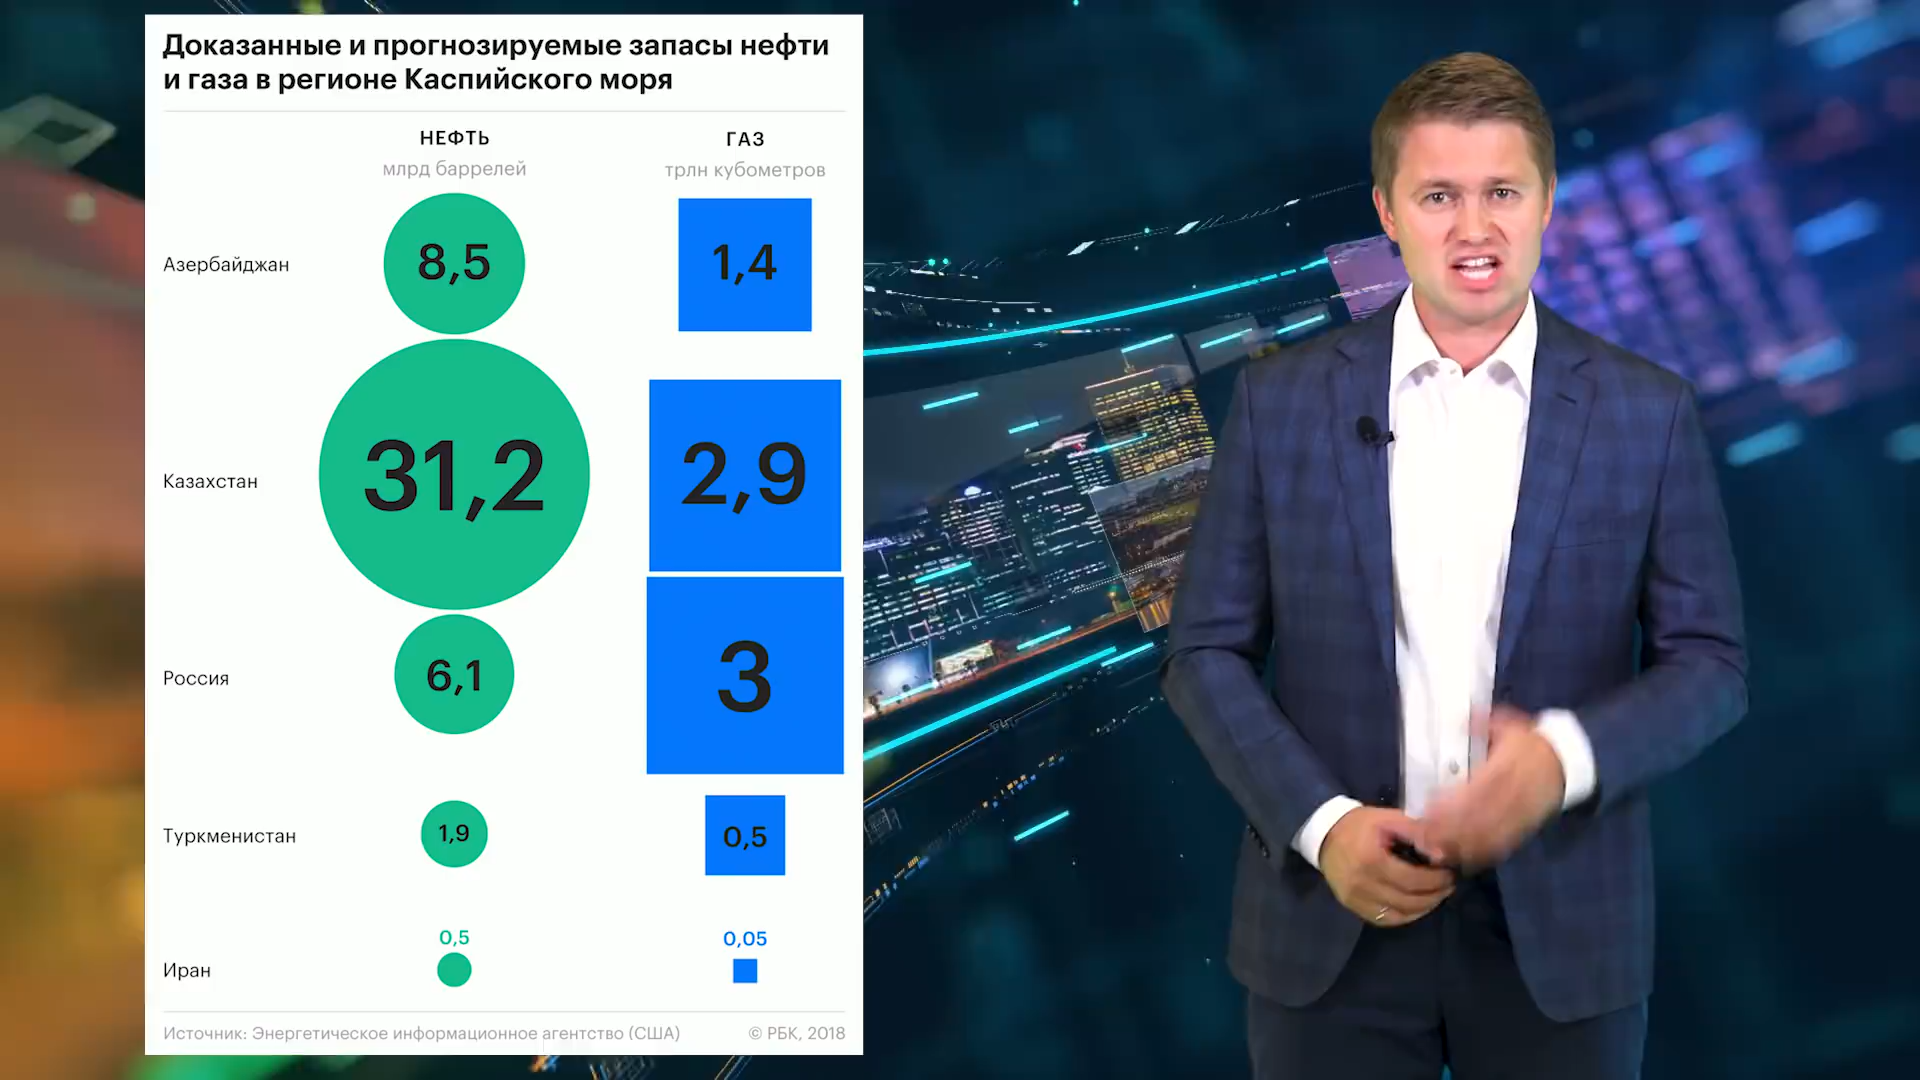 Доказанные и прогнозируемые запасы нефти
и газа в регионе Каспийского моря
НЕФТЬ
млрд баррелей
ГАЗ
трлн кубометров
Азербайджан
8,5
1,4
Казахстан
31,2
2,9
Россия
6,1
3
Туркменистан
1,9
0,5
Иран
0,5
0,05
Источник: Энергетическое информационное агентство (США)
© РБК, 2018